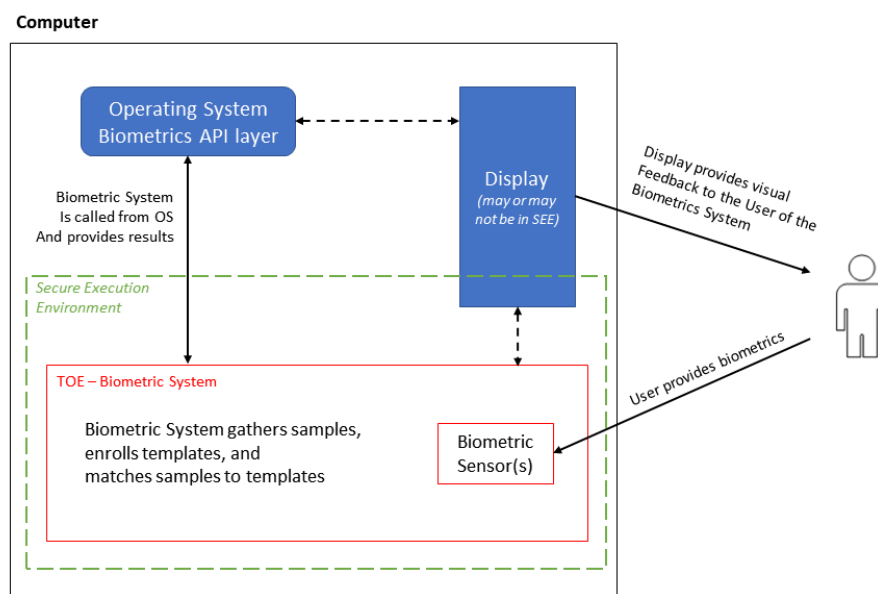 Computer
Operating System
Biometrics API layer
Display
(may or may
not be in SEE)
Display provides visual
Feedback to the User of the
Biometrics System
Biometric System
Is called from OS
And provides results
Secure Execution
Environment
TOE – Biometric System
Biometric System gathers samples,
enrolls templates, and
matches samples to templates
Biometric
Sensor(s)
User provides biometrics